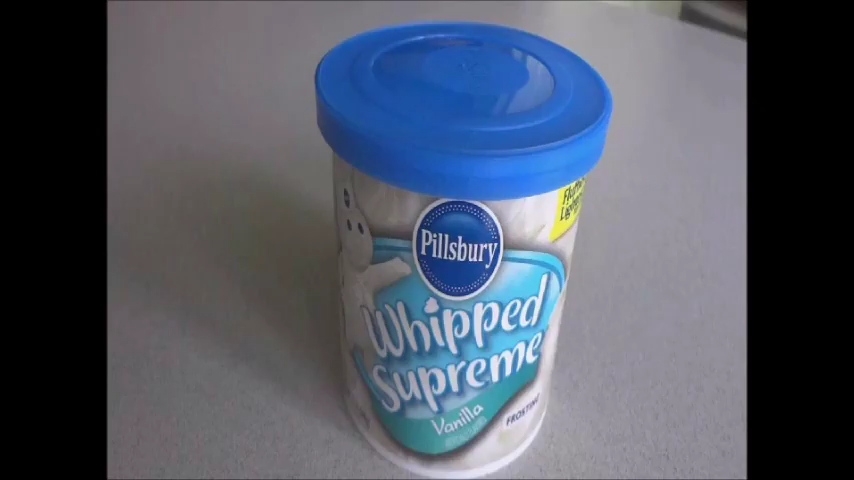 Pillsbury
Whipped
Supreme
Vanilla
FROSTING